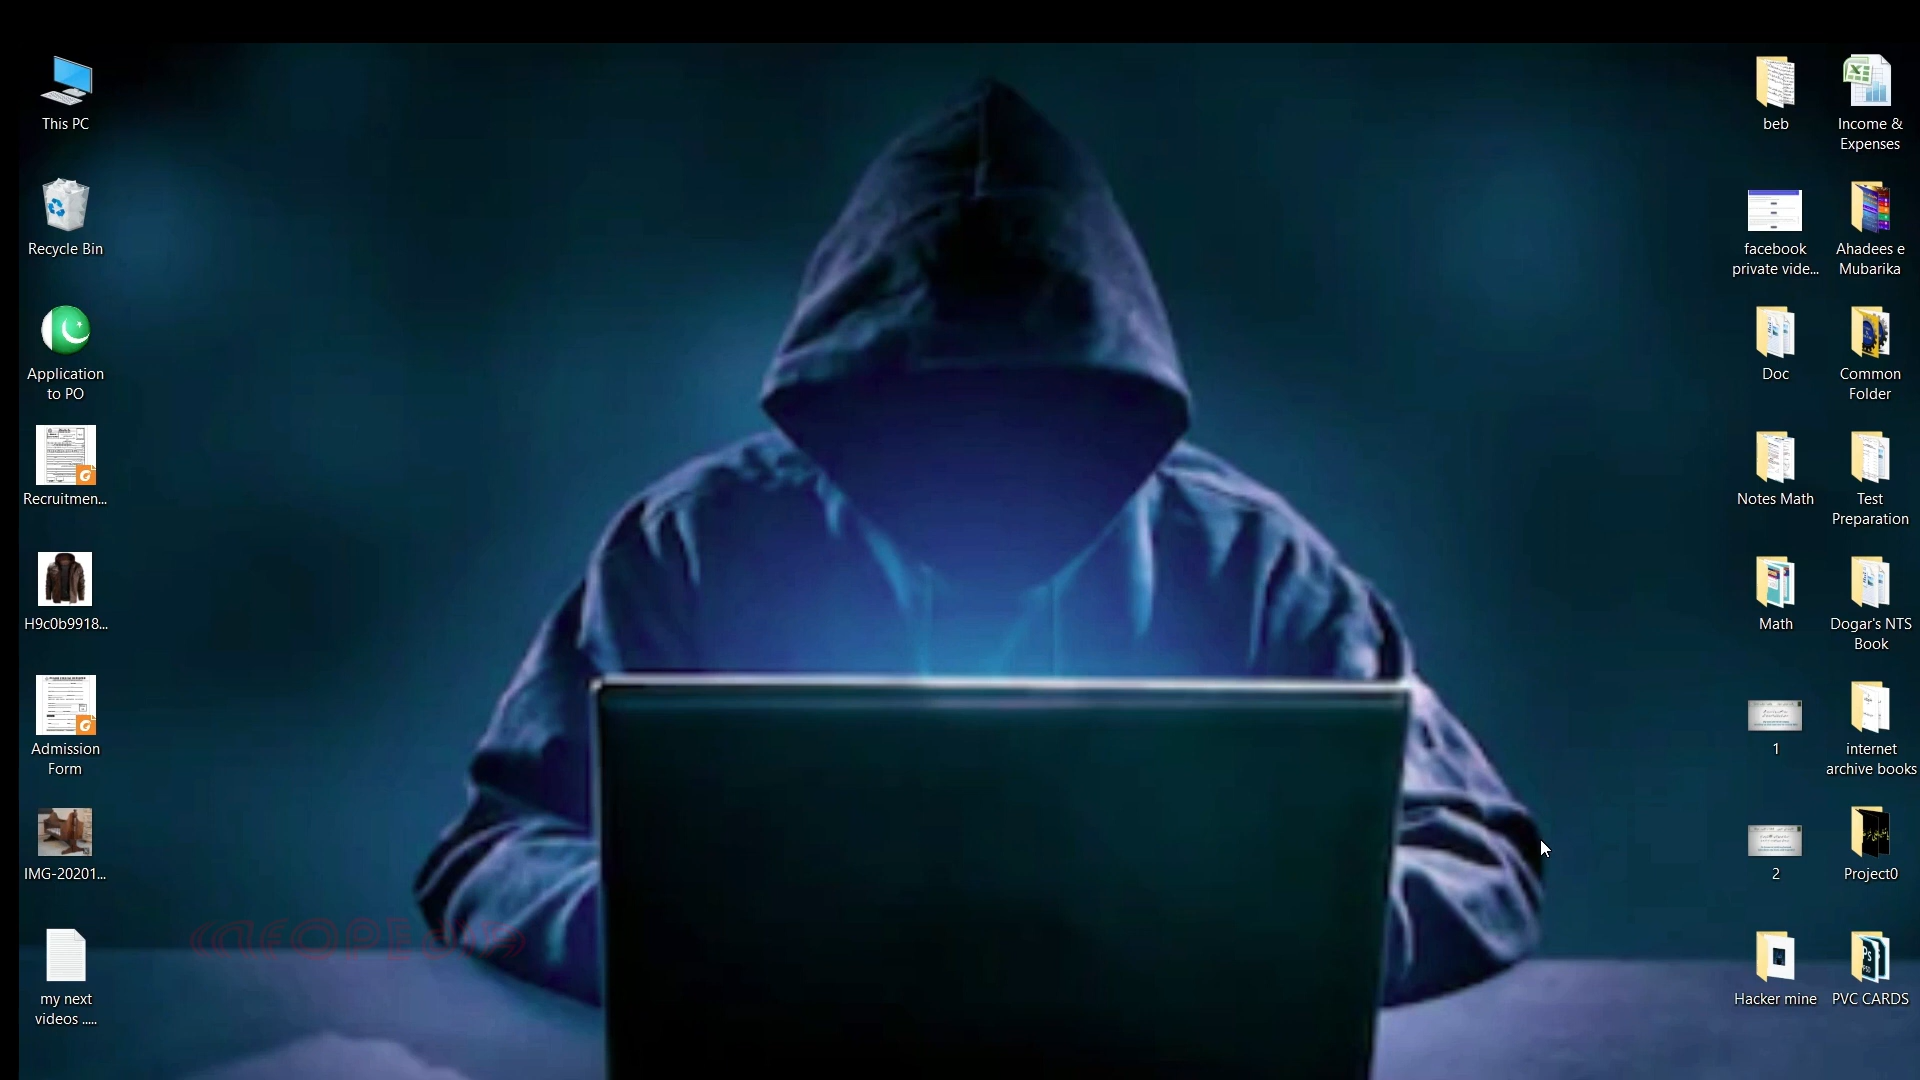 This PC
Recycle Bin
Application
to PO
Recruitmen...
H9c0b9918...
Admission
Form
IMG-20201...
my next
videos .....
beb
facebook
private vide...
Doc
Notes Math
Math
1
2
Hacker mine
Income &
Expenses
Ahadees e
Mubarika
Common
Folder
Test
Preparation
Dogar's NTS
Book
internet
archive books
Project0
PVC CARDS